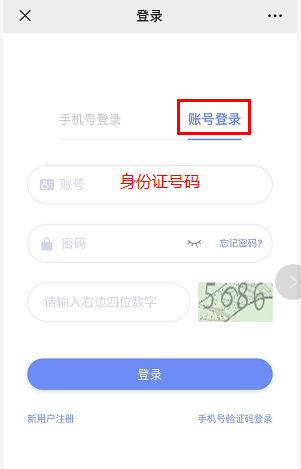 登录
手机号登录 账号登录
账号 身份证号码
密码 忘记密码?
请输入右边四位数字 5686
登录
新用户注册 手机号验证码登录